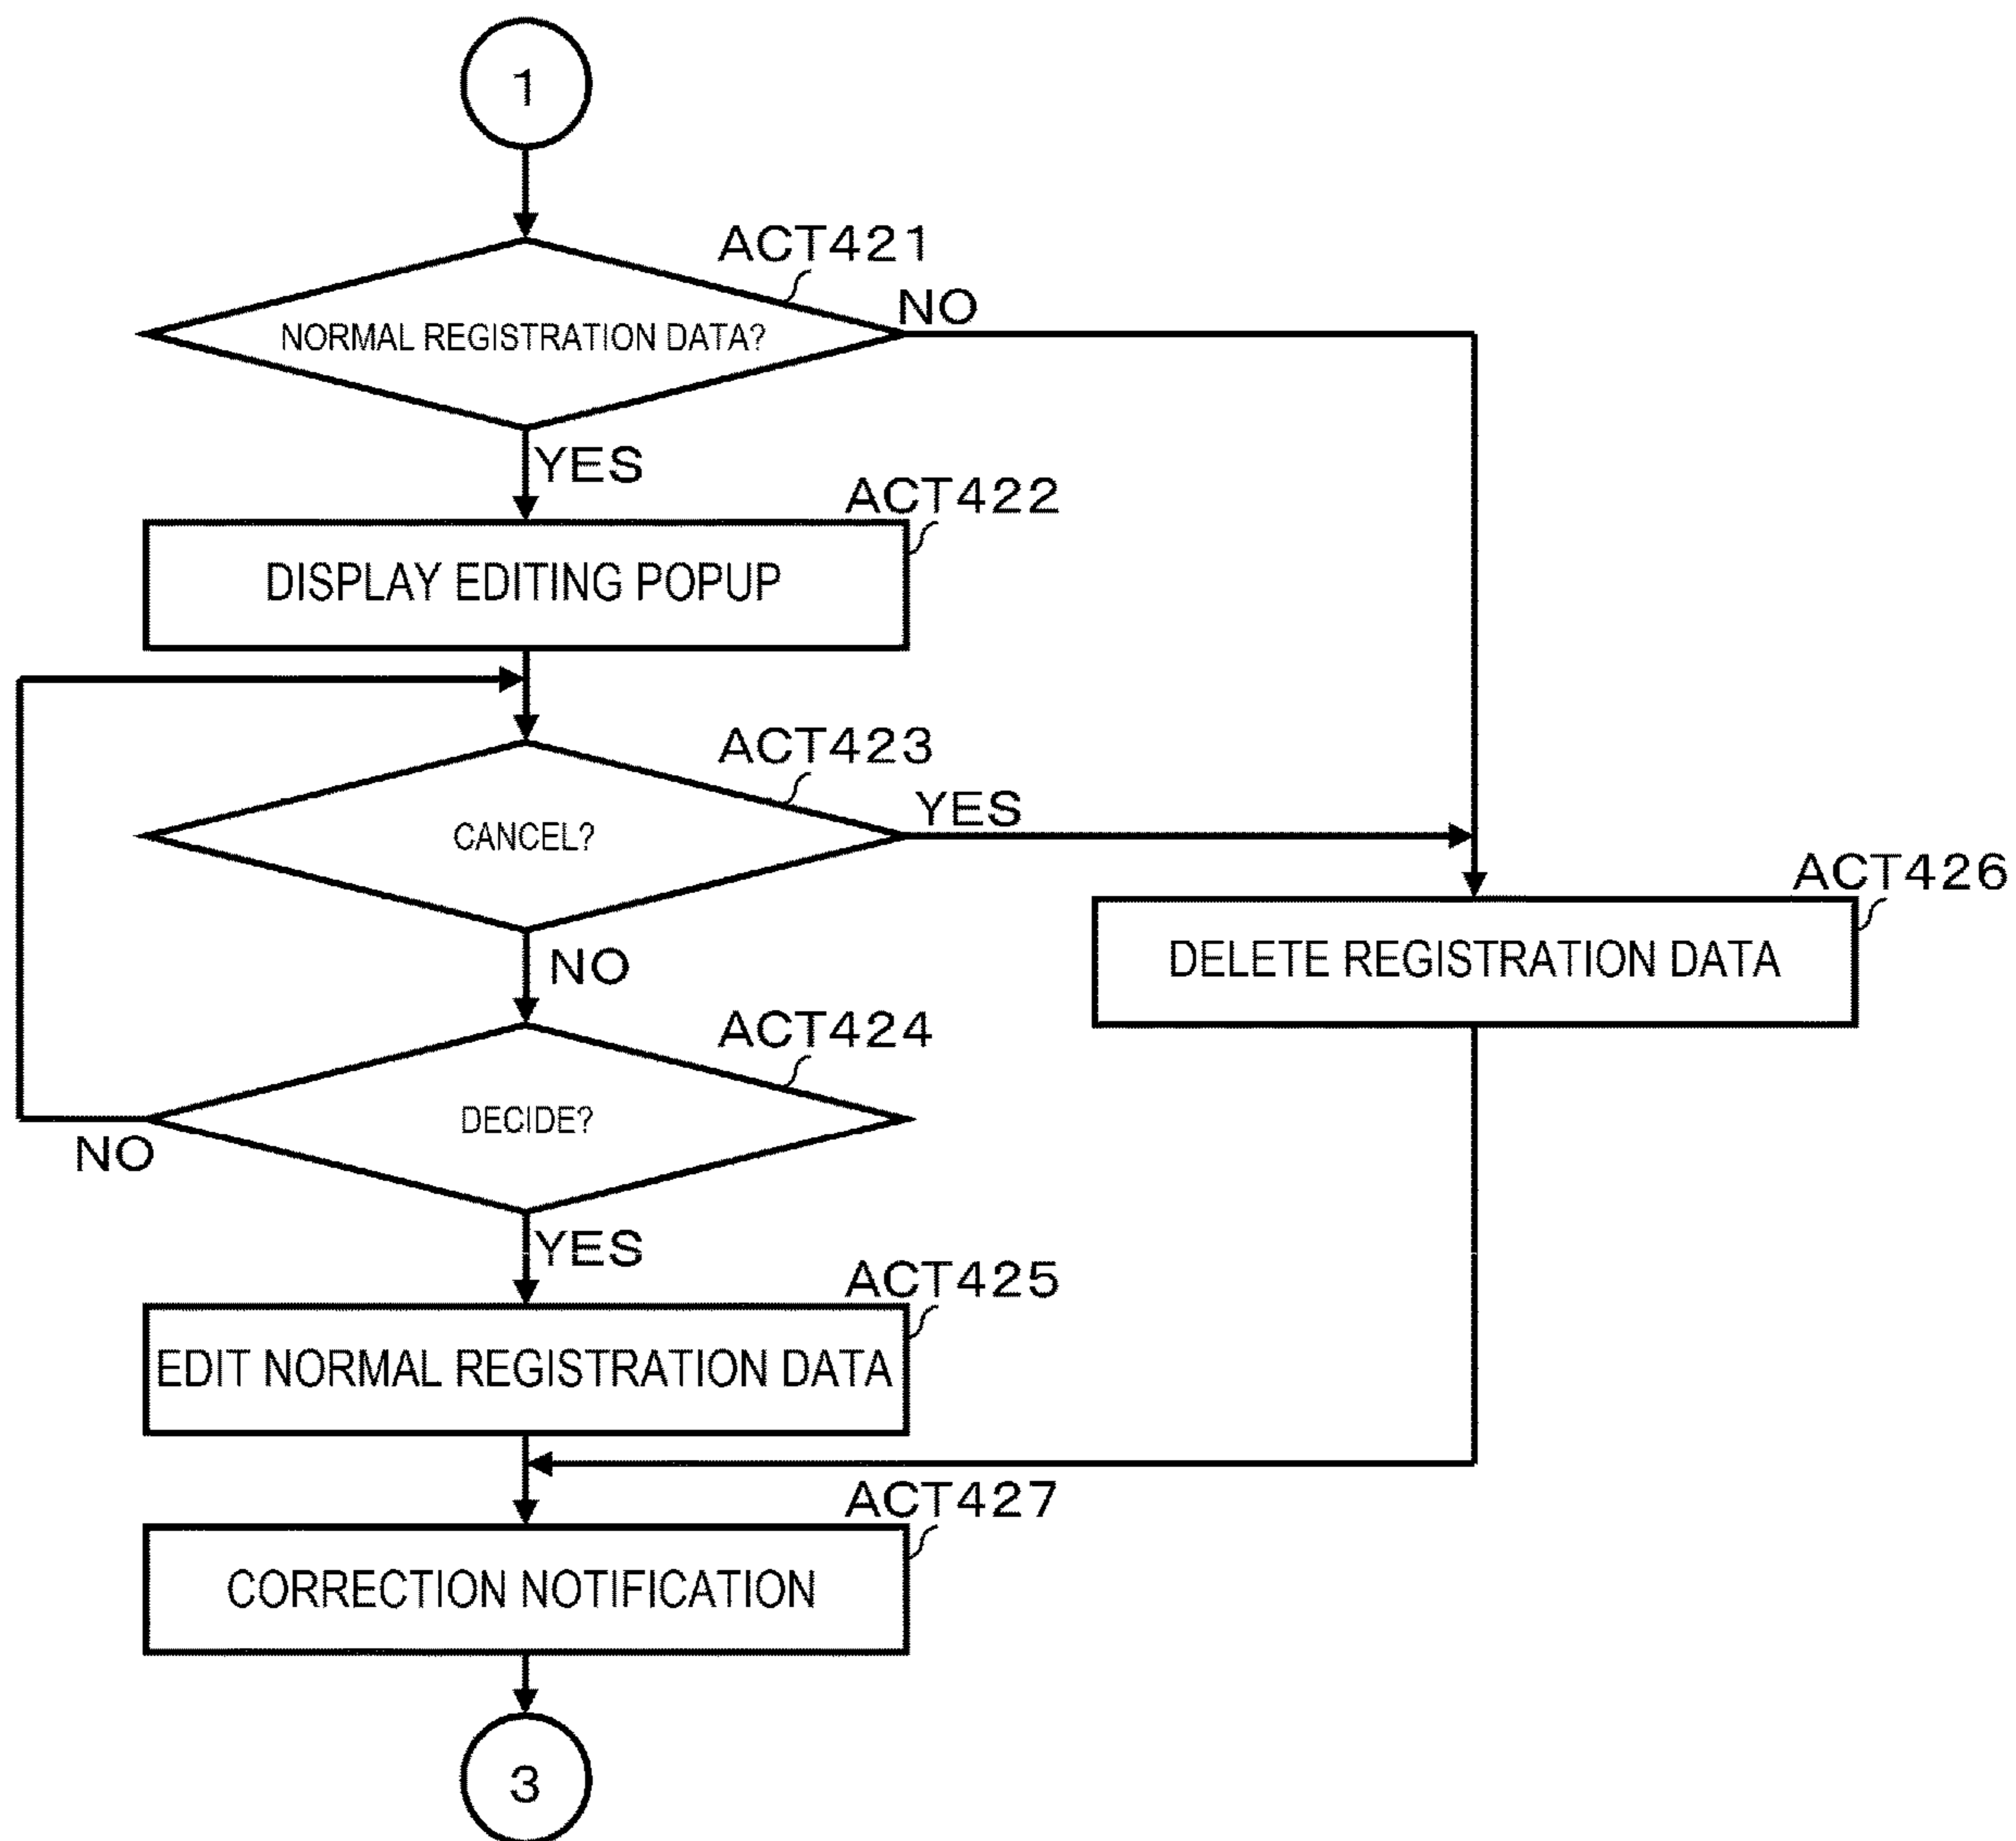 1
ACT421
NORMAL REGISTRATION DATA?
NO
YES
ACT422
DISPLAY EDITING POPUP
ACT423
CANCEL?
YES
NO
ACT426
DELETE REGISTRATION DATA
ACT424
DECIDE?
NO
YES
ACT425
EDIT NORMAL REGISTRATION DATA
ACT427
CORRECTION NOTIFICATION
3